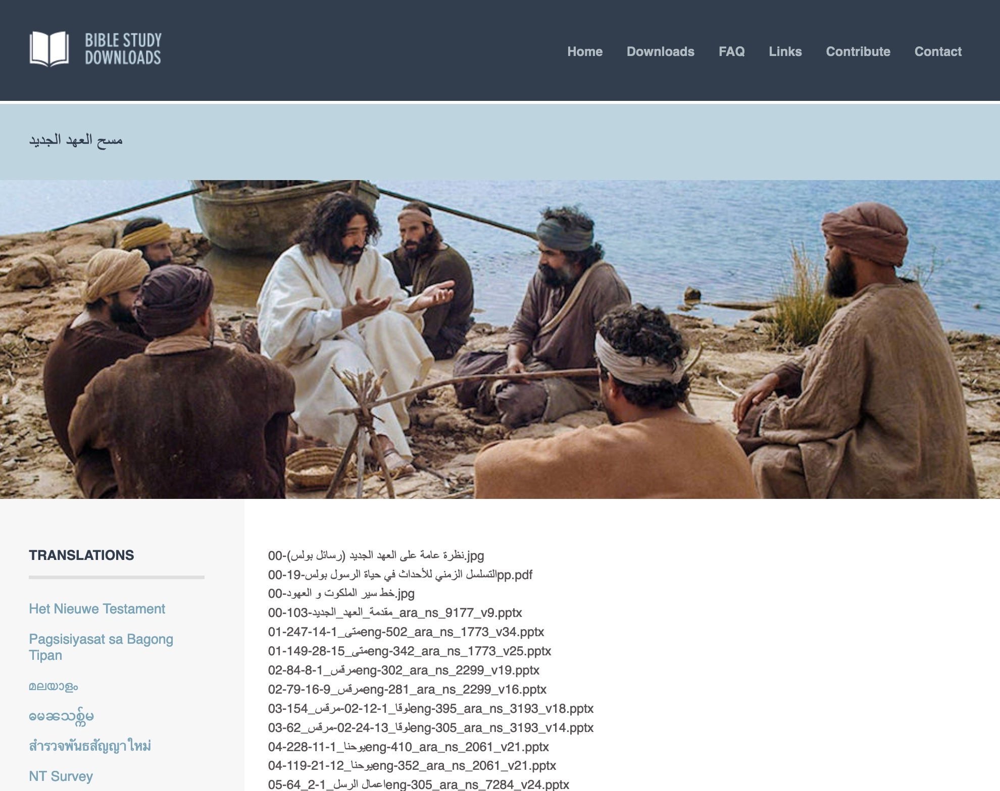 BIBLE STUDY
DOWNLOADS
Home Downloads FAQ Links Contribute Contact
مسح العهد الجديد
TRANSLATIONS
Het Nieuwe Testament
Pagsisiyasat sa Bagong
Tipan
മലയാളം
สำรวจพันธสัญญาใหม่
NT Survey
00-نظرة عامة على العهد الجديد (رسائل بولس).jpg
00-19-التسلسل الزمني للأحداث في حياة الرسول بولسpp.pdf
00-خط سير الملكوت و العهود.jpg
00-103-مقدمة_العهد_الجديد_ara_ns_9177_v9.pptx
01-247-14-1_متىeng-502_ara_ns_1773_v34.pptx
01-149-28-15_متىeng-342_ara_ns_1773_v25.pptx
02-84-8-1_مرقسeng-302_ara_ns_2299_v19.pptx
02-79-16-9_مرقسeng-281_ara_ns_2299_v16.pptx
03-154_مرقس-02-12-1_لوقاeng-395_ara_ns_3193_v18.pptx
03-62_مرقس-02-24-13_لوقاeng-305_ara_ns_3193_v14.pptx
04-228-11-1_يوحناeng-410_ara_ns_2061_v21.pptx
04-119-21-12_يوحناeng-352_ara_ns_2061_v21.pptx
05-64_2-1_اعمال الرسلeng-305_ara_ns_7284_v24.pptx